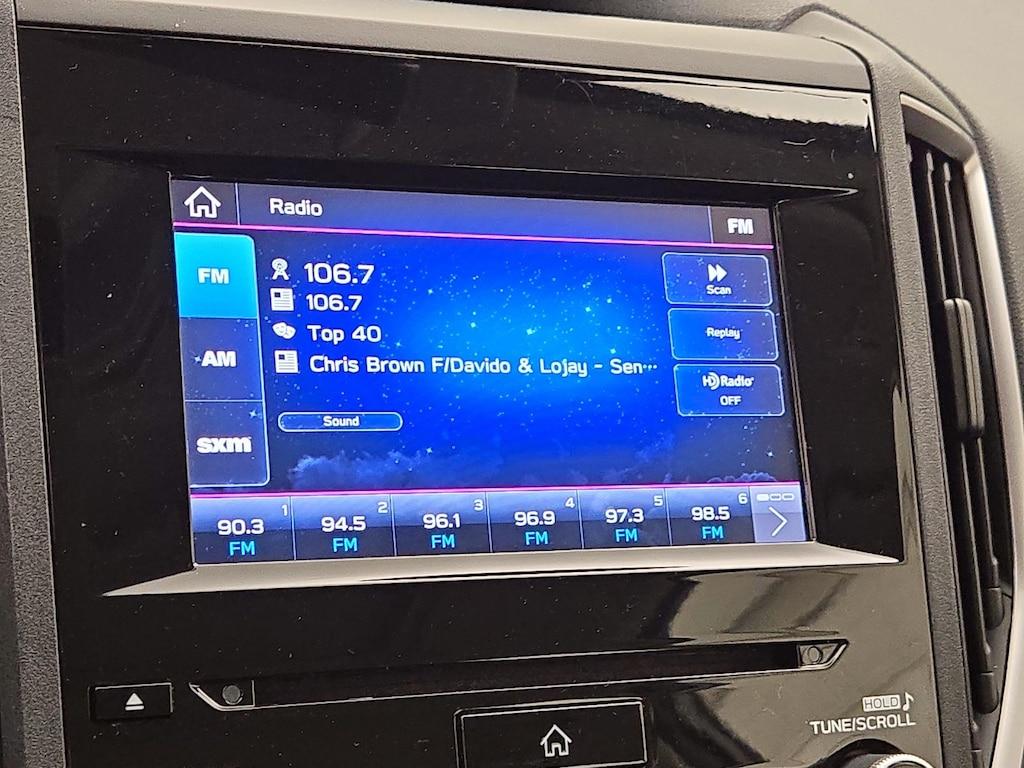 Radio
FM
FM
106.7
Scan
106.7
Replay
AM
Top 40
Chris Brown F/Davido & Lojay - Sen…
HD Radio
OFF
Sound
sxm
1
2
3
4
5
6
90.3
94.5
96.1
96.9
97.3
98.5
FM
FM
FM
FM
FM
FM
HOLD
TUNE/SCROLL